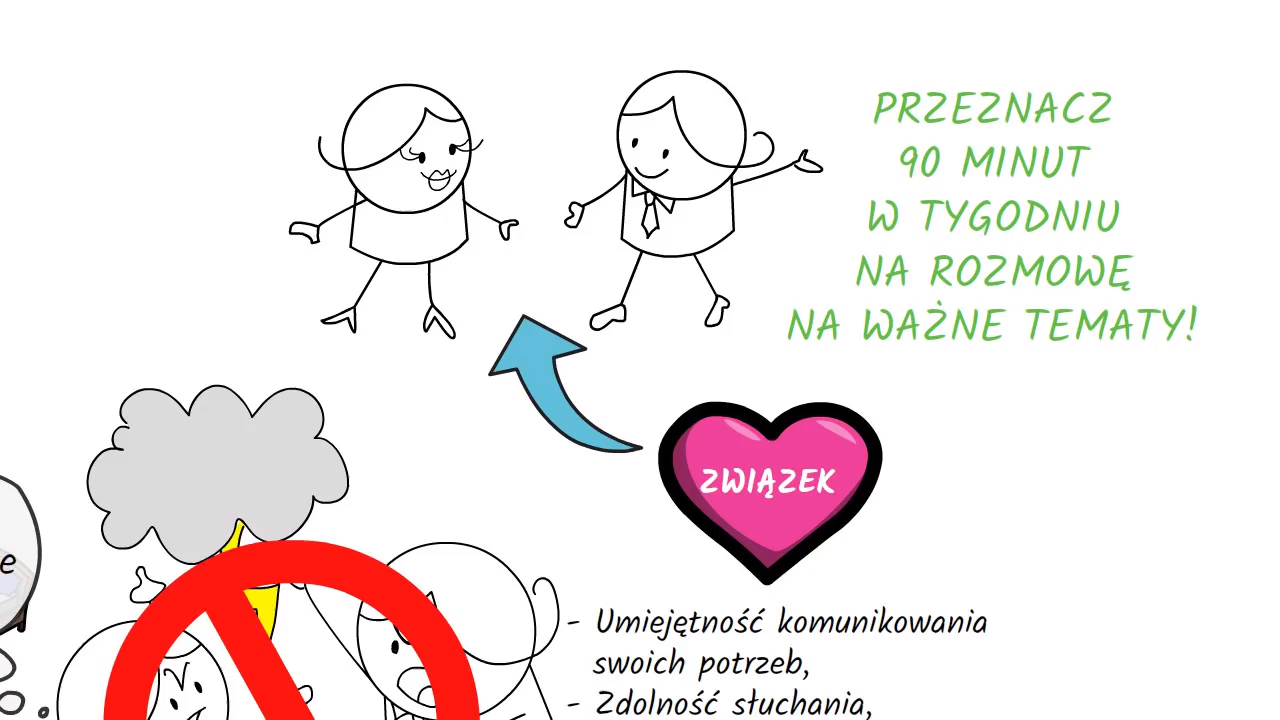 PRZEZNACZ
90 MINUT
W TYGODNIU
NA ROZMOWĘ
NA WAŻNE TEMATY!
ZWIĄZEK
e
- Umiejętność komunikowania
swoich potrzeb,
- Zdolność słuchania,